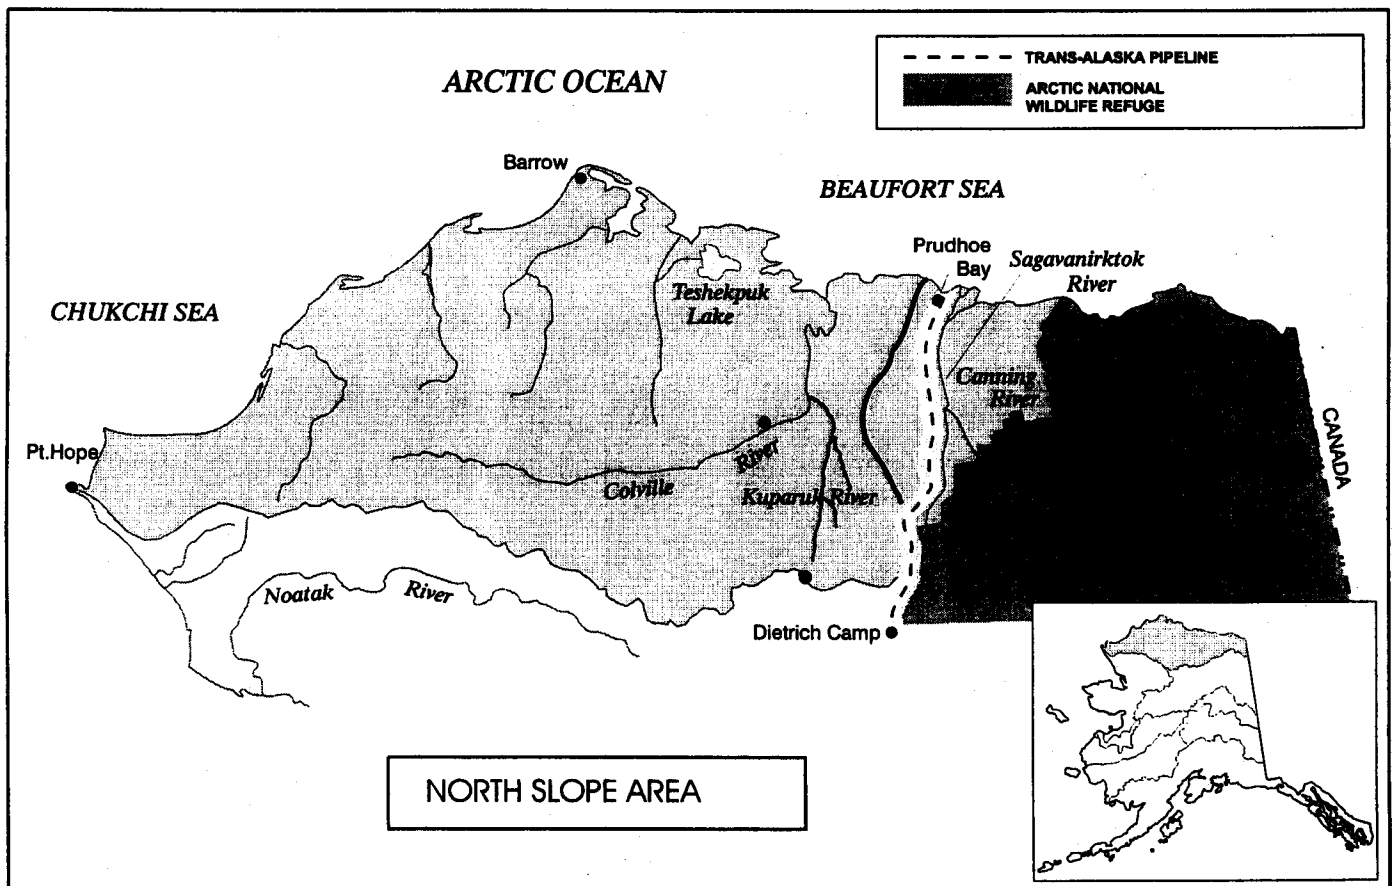 ARCTIC OCEAN
TRANS-ALASKA PIPELINE
ARCTIC NATIONAL
WILDLIFE REFUGE
Barrow
BEAUFORT SEA
Prudhoe
Bay
Sagavanirktok
River
CHUKCHI SEA
Teshekpuk
Lake
Canning
River
CANADA
Pt.Hope
River
Colville
Kuparuk River
Noatak
River
Dietrich Camp
NORTH SLOPE AREA